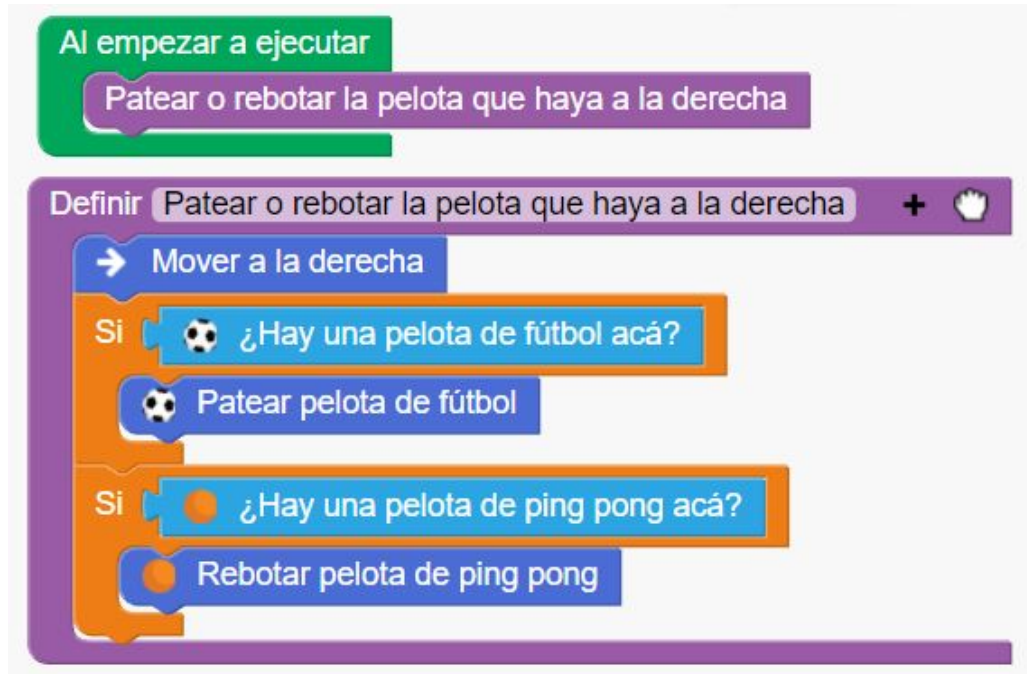 Al empezar a ejecutar
Patear o rebotar la pelota que haya a la derecha
Definir Patear o rebotar la pelota que haya a la derecha +
Mover a la derecha
Si ¿Hay una pelota de fútbol acá?
Patear pelota de fútbol
Si ¿Hay una pelota de ping pong acá?
Rebotar pelota de ping pong